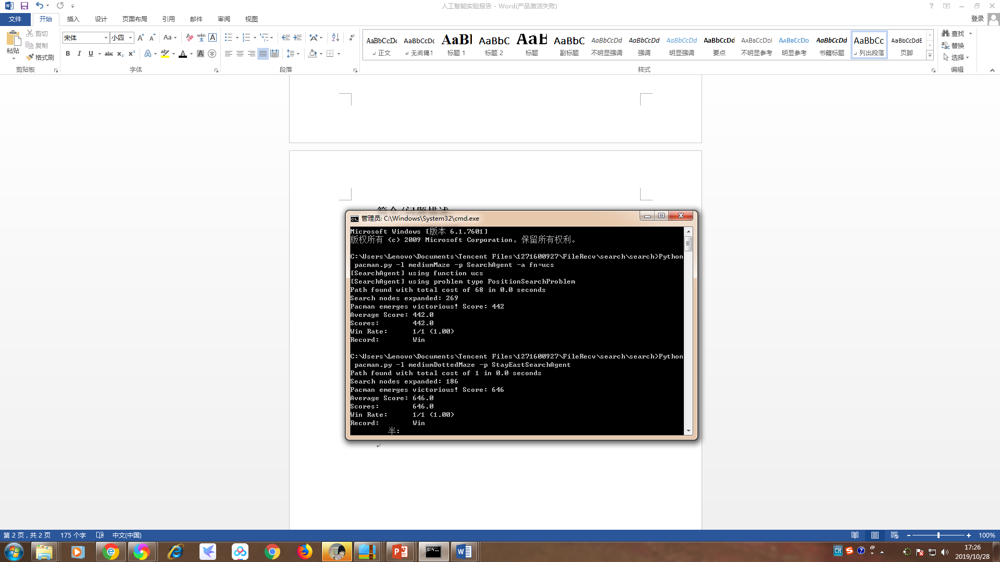 人工智能实验报告 - Word(产品激活失败)
文件 开始 插入 设计 页面布局 引用 邮件 审阅 视图 登录
粘贴 剪切 复制 格式刷
宋体 小四
AaBbCcDc AaBbCcDc AaBl AaBbC AaB AaBbC AaBbCcDd AaBbCcDd AaBbCcDd AaBbCcDd AaBbCcDd AaBbCcDd AaBbCcDd AaBbCc AaBbCcDdE
正文 无间隔1 标题 1 标题 2 标题 副标题 不明显强调 强调 明显强调 要点 不明显参考 明显参考 书籍标题 列出段落 页脚
查找 替换 选择
剪贴板 字体 段落 样式 编辑
管理员: C:\Windows\System32\cmd.exe
Microsoft Windows [版本 6.1.7601]
版权所有 (c) 2009 Microsoft Corporation。保留所有权利。
C:\Users\Lenovo\Documents\Tencent Files\1271600927\FileRecv\search\search>Python
pacman.py -l mediumMaze -p SearchAgent -a fn=ucs
[SearchAgent] using function ucs
[SearchAgent] using problem type PositionSearchProblem
Path found with total cost of 68 in 0.0 seconds
Search nodes expanded: 269
Pacman emerges victorious! Score: 442
Average Score: 442.0
Scores: 442.0
Win Rate: 1/1 (1.00)
Record: Win
C:\Users\Lenovo\Documents\Tencent Files\1271600927\FileRecv\search\search>Python
pacman.py -l mediumDottedMaze -p StayEastSearchAgent
Path found with total cost of 1 in 0.0 seconds
Search nodes expanded: 186
Pacman emerges victorious! Score: 646
Average Score: 646.0
Scores: 646.0
Win Rate: 1/1 (1.00)
Record: Win
半:
第 2 页，共 2 页 175 个字 中文(中国) 100%
CH
17:26
2019/10/28